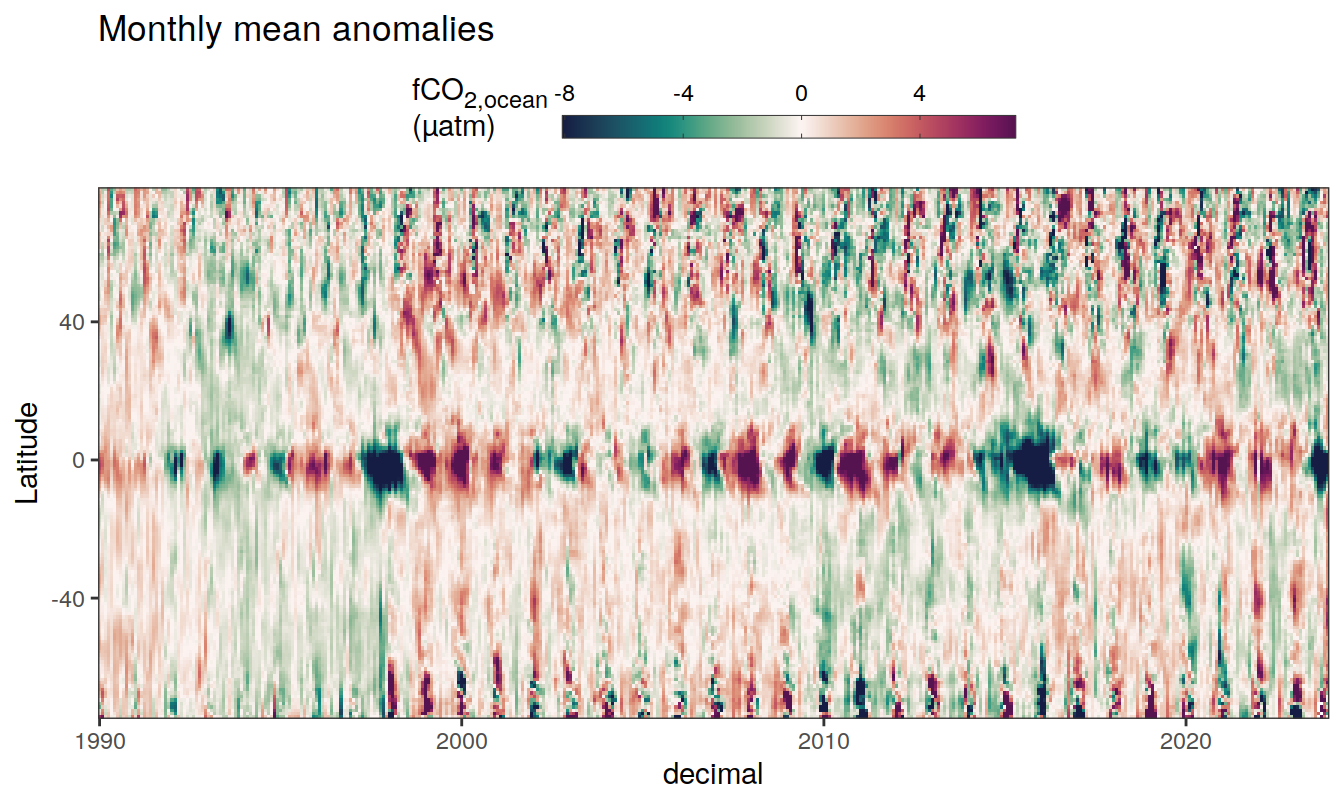 Monthly mean anomalies
fCO2,ocean
(µatm)
-8 -4 0 4
Latitude
40
0
-40
1990 2000 2010 2020
decimal